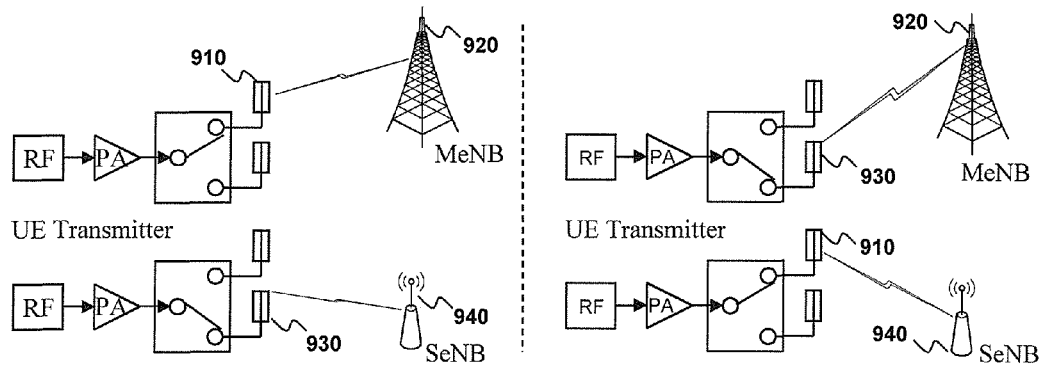 910
920
MeNB
RF
PA
UE Transmitter
RF
PA
930
940
SeNB
920
MeNB
RF
PA
930
UE Transmitter
910
RF
PA
940
SeNB